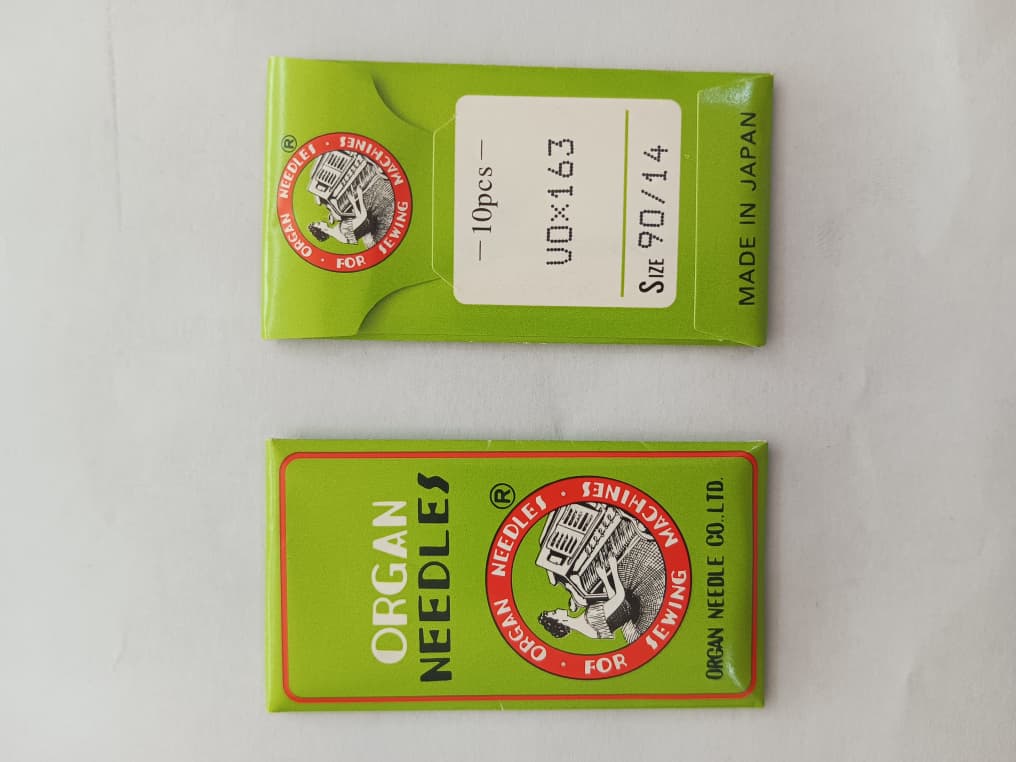 ORGAN NEEDLES · FOR SEWING MACHINES · ®
–10pcs–
UO×163
SIZE 90/14
MADE IN JAPAN
ORGAN
NEEDLES
®
ORGAN NEEDLES · FOR SEWING MACHINES ·
ORGAN NEEDLE CO.,LTD.